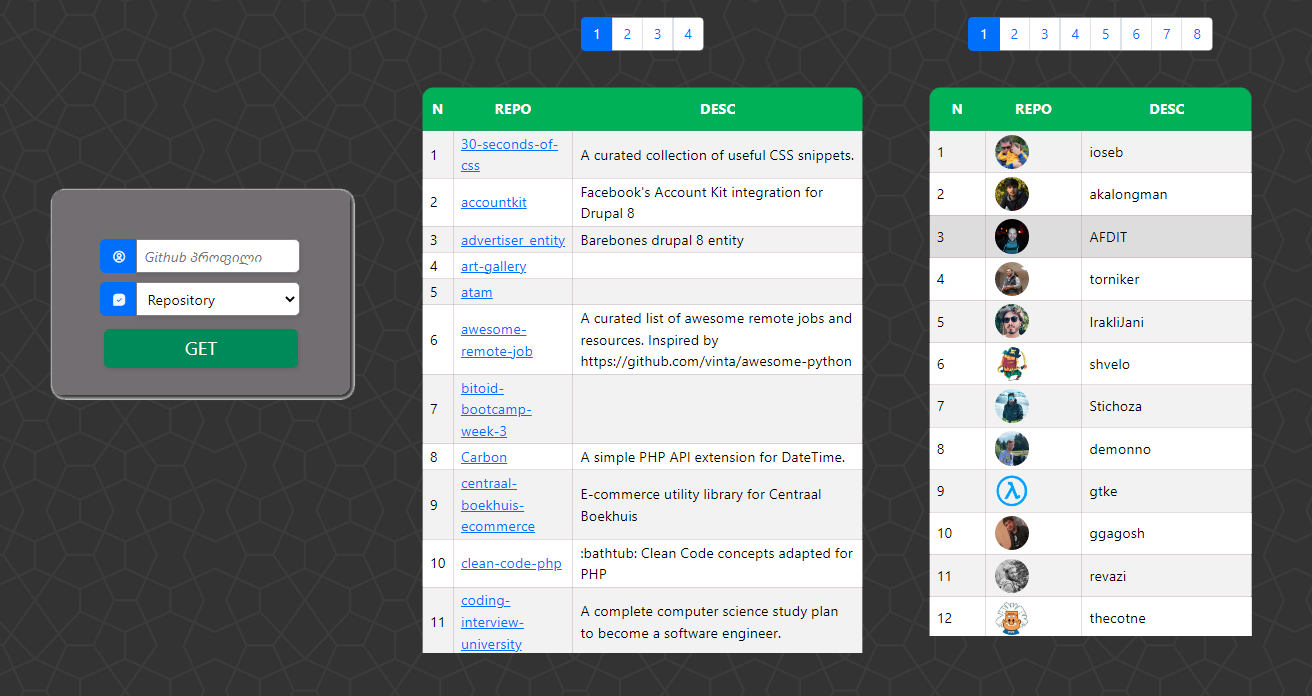 1 2 3 4
1 2 3 4 5 6 7 8
Github პროფილი
Repository
GET
N REPO DESC
1 30-seconds-of- A curated collection of useful CSS snippets.
css
2 accountkit Facebook's Account Kit integration for
Drupal 8
3 advertiser_entity Barebones drupal 8 entity
4 art-gallery
5 atam
6 awesome- A curated list of awesome remote jobs and
remote-job resources. Inspired by
https://github.com/vinta/awesome-python
7 bitoid-
bootcamp-
week-3
8 Carbon A simple PHP API extension for DateTime.
9 centraal- E-commerce utility library for Centraal
boekhuis- Boekhuis
ecommerce
10 clean-code-php :bathtub: Clean Code concepts adapted for
PHP
11 coding- A complete computer science study plan
interview- to become a software engineer.
university
N REPO DESC
1 ioseb
2 akalongman
3 AFDIT
4 torniker
5 IrakliJani
6 shvelo
7 Stichoza
8 demonno
9 gtke
10 ggagosh
11 revazi
12 thecotne